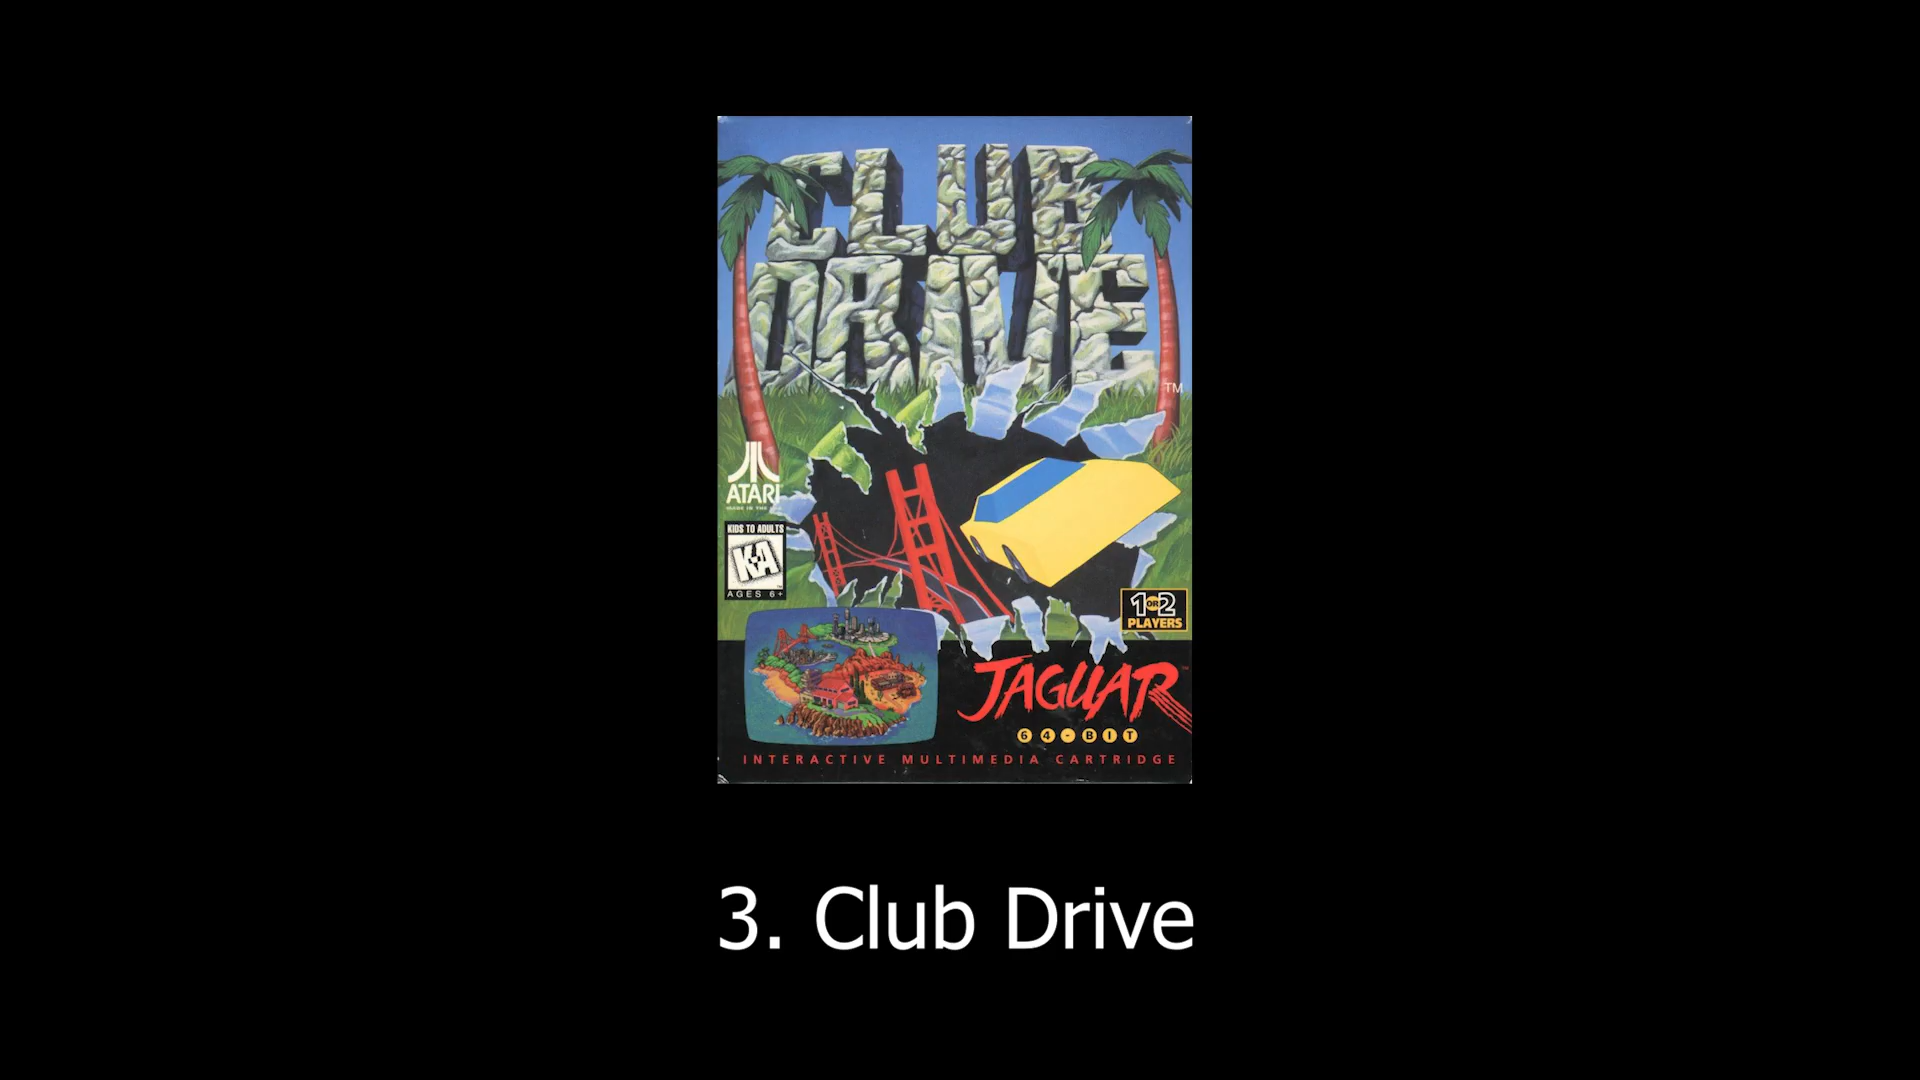 CLUB
DRIVE
TM
ATARI
KIDS TO ADULTS
KA
AGES 6+
1 OR 2
PLAYERS
JAGUAR
64-BIT
INTERACTIVE MULTIMEDIA CARTRIDGE
3. Club Drive